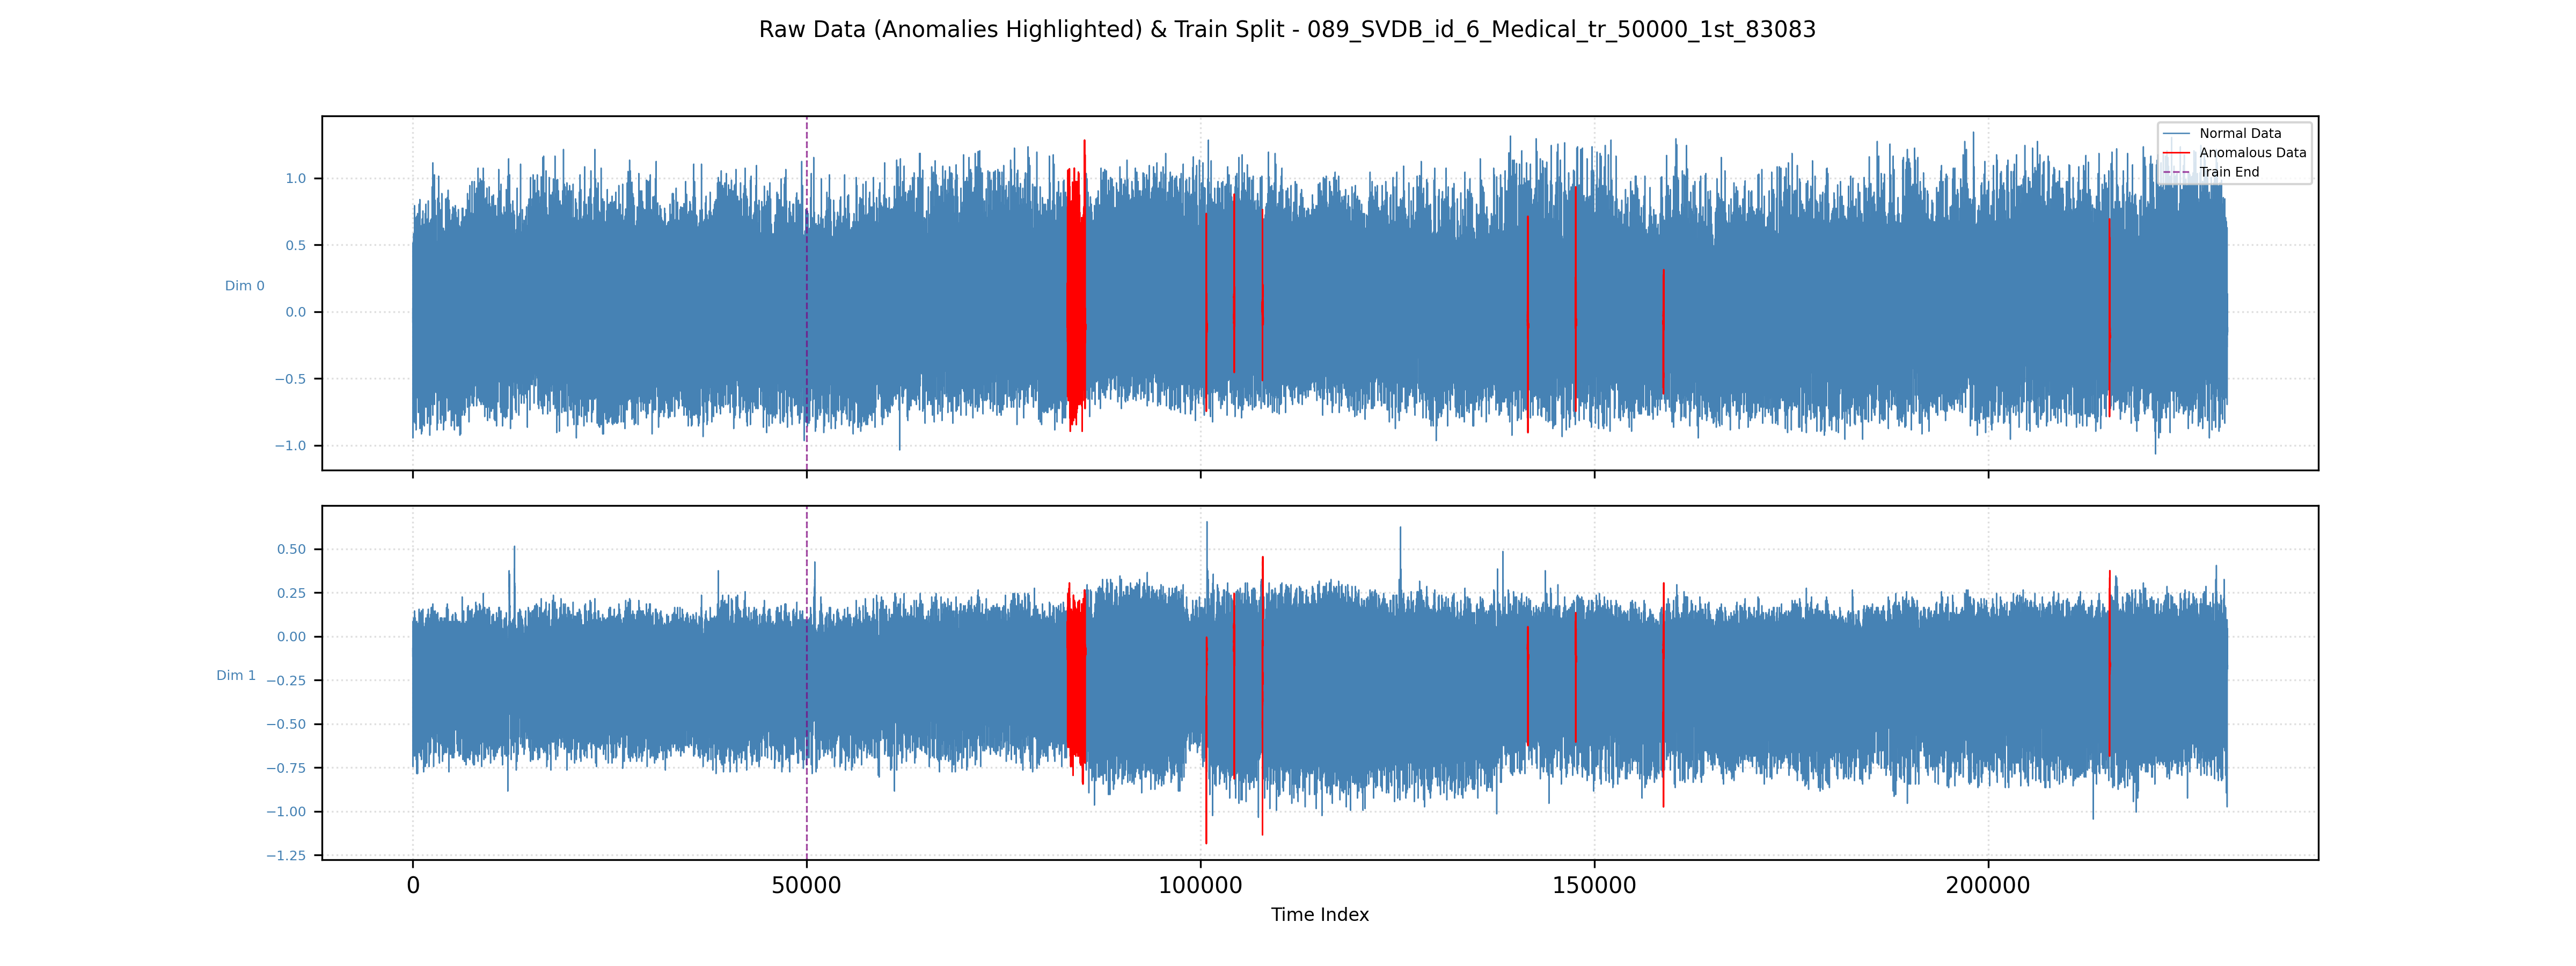 Raw Data (Anomalies Highlighted) & Train Split - 089_SVDB_id_6_Medical_tr_50000_1st_83083
Normal Data
Anomalous Data
Train End
1.0
0.5
Dim 0
0.0
−0.5
−1.0
0.50
0.25
0.00
Dim 1
−0.25
−0.50
−0.75
−1.00
−1.25
0 50000 100000 150000 200000
Time Index